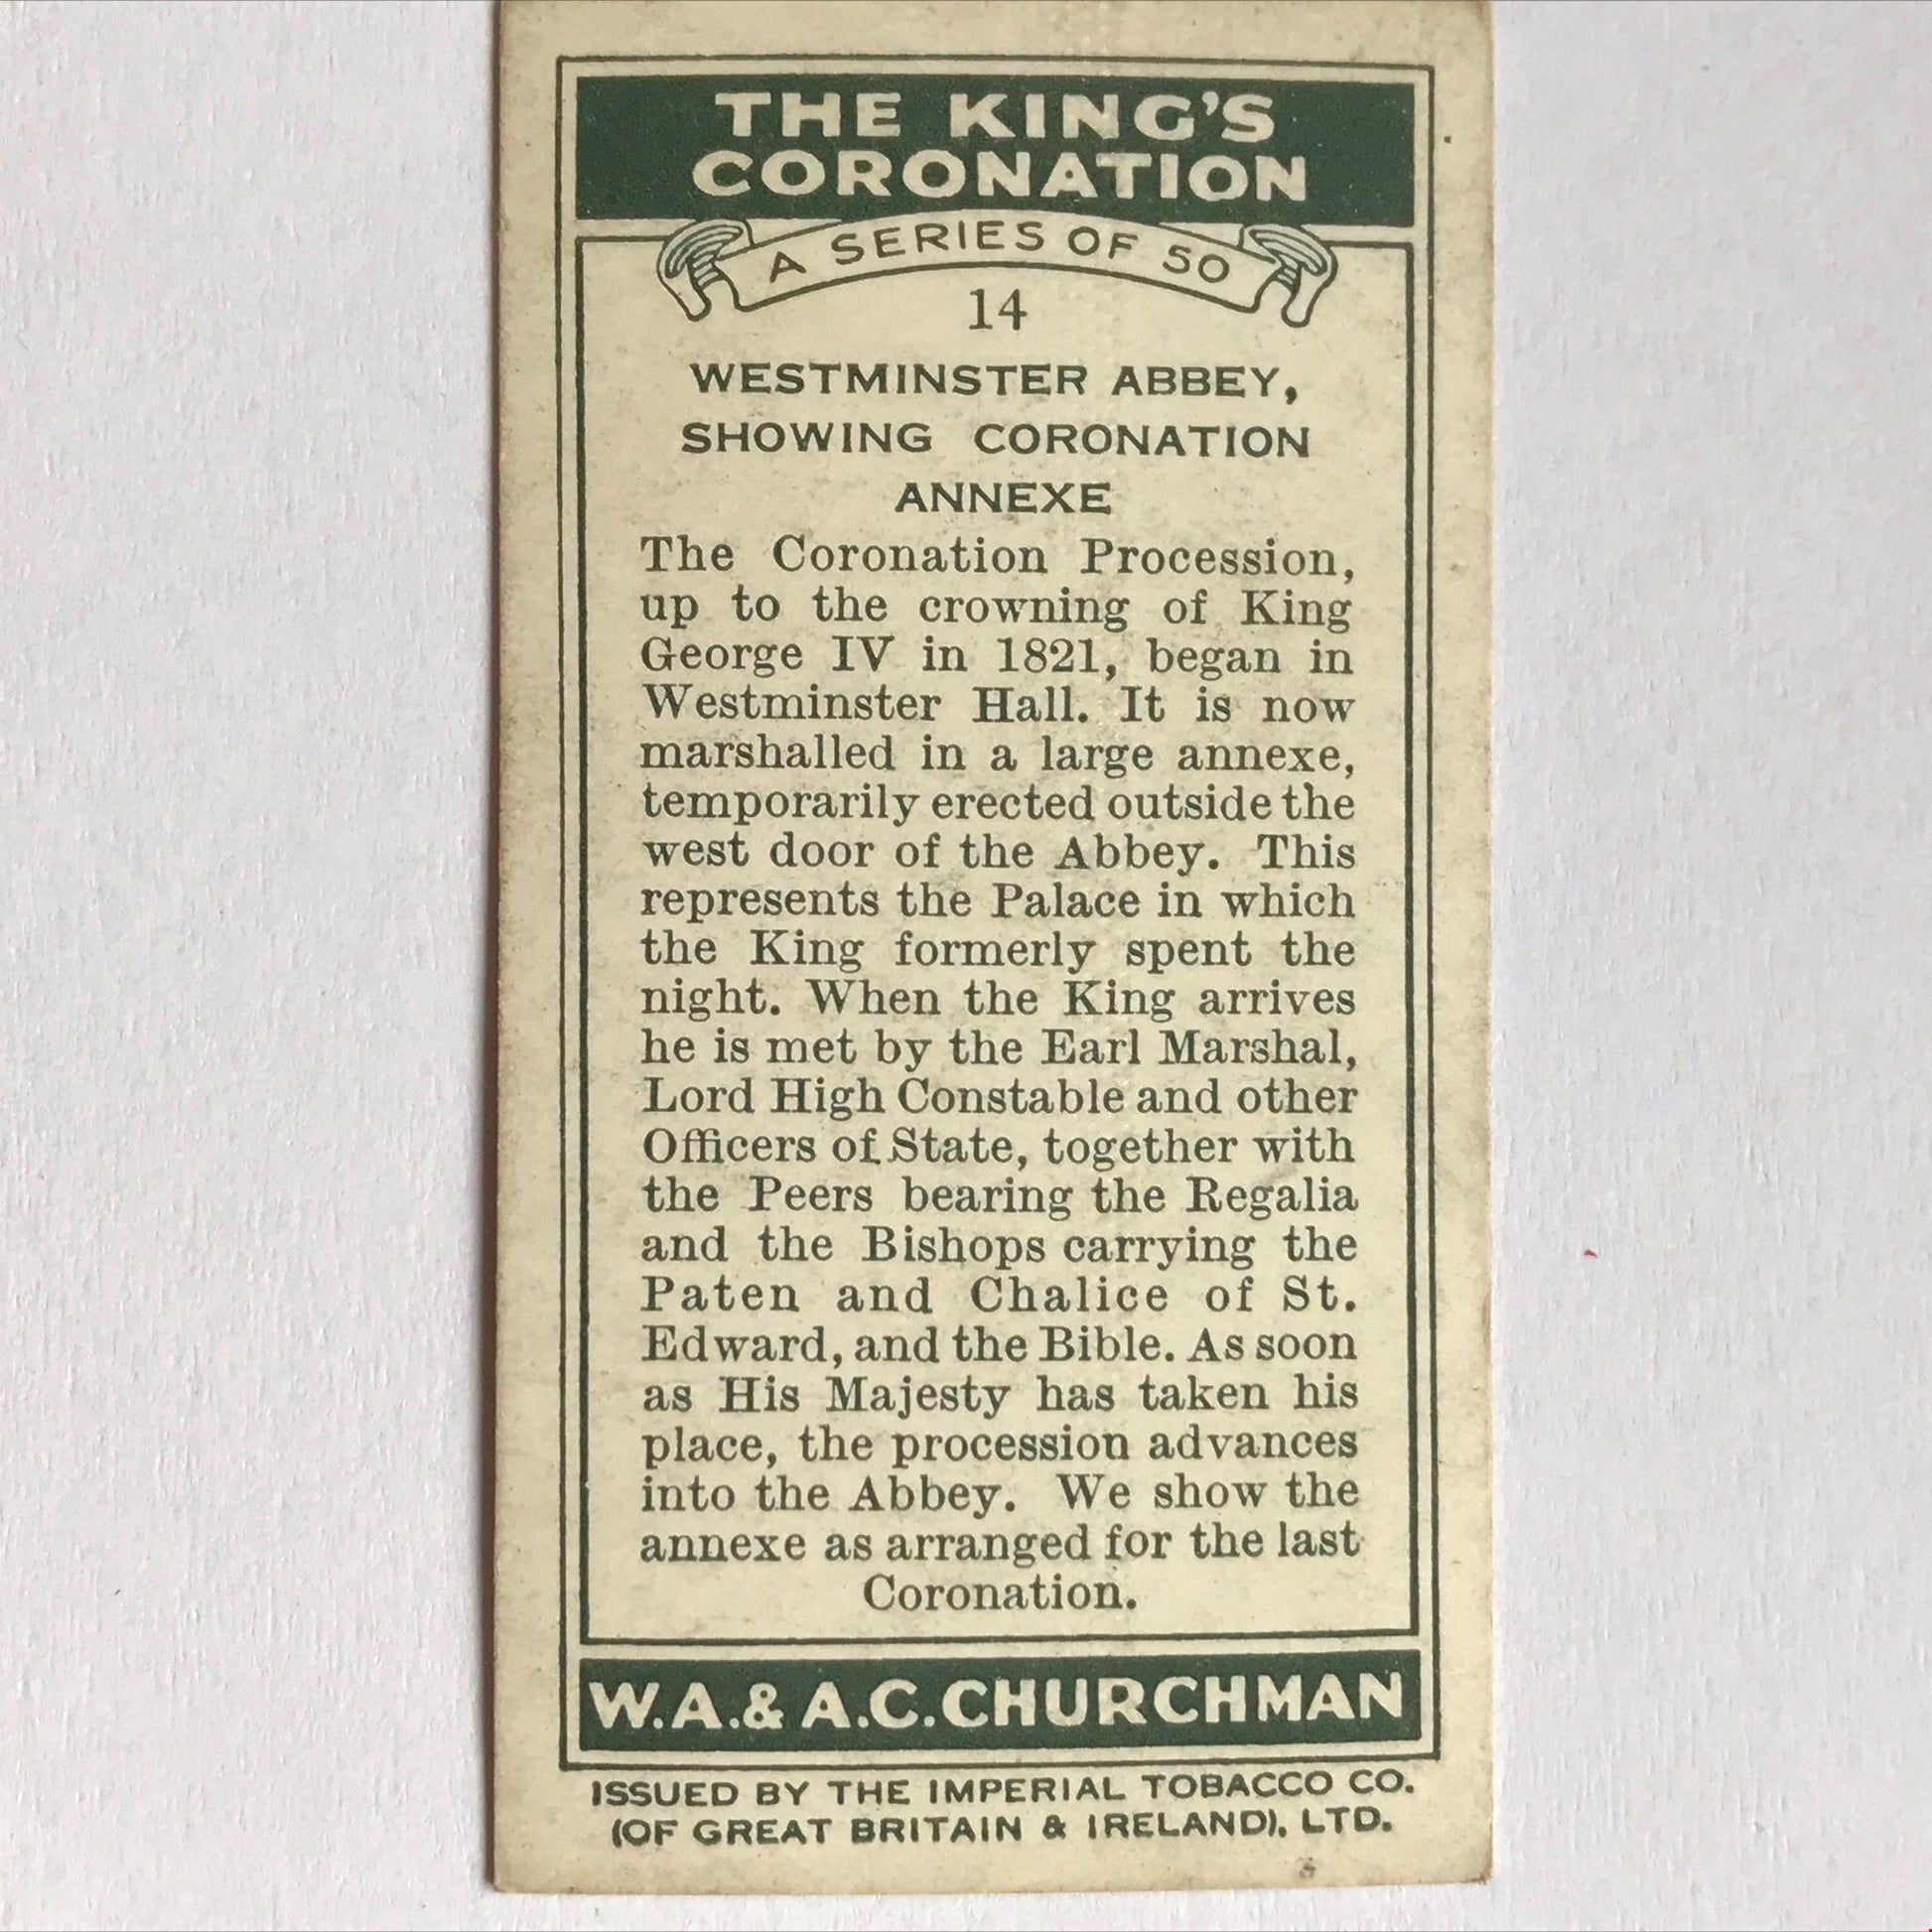 THE KING'S
CORONATION
A SERIES OF 50
14
WESTMINSTER ABBEY,
SHOWING CORONATION
ANNEXE
The Coronation Procession,
up to the crowning of King
George IV in 1821, began in
Westminster Hall. It is now
marshalled in a large annexe,
temporarily erected outside the
west door of the Abbey. This
represents the Palace in which
the King formerly spent the
night. When the King arrives
he is met by the Earl Marshal,
Lord High Constable and other
Officers of State, together with
the Peers bearing the Regalia
and the Bishops carrying the
Paten and Chalice of St.
Edward, and the Bible. As soon
as His Majesty has taken his
place, the procession advances
into the Abbey. We show the
annexe as arranged for the last
Coronation.
W.A. & A.C. CHURCHMAN
ISSUED BY THE IMPERIAL TOBACCO CO.
(OF GREAT BRITAIN & IRELAND), LTD.